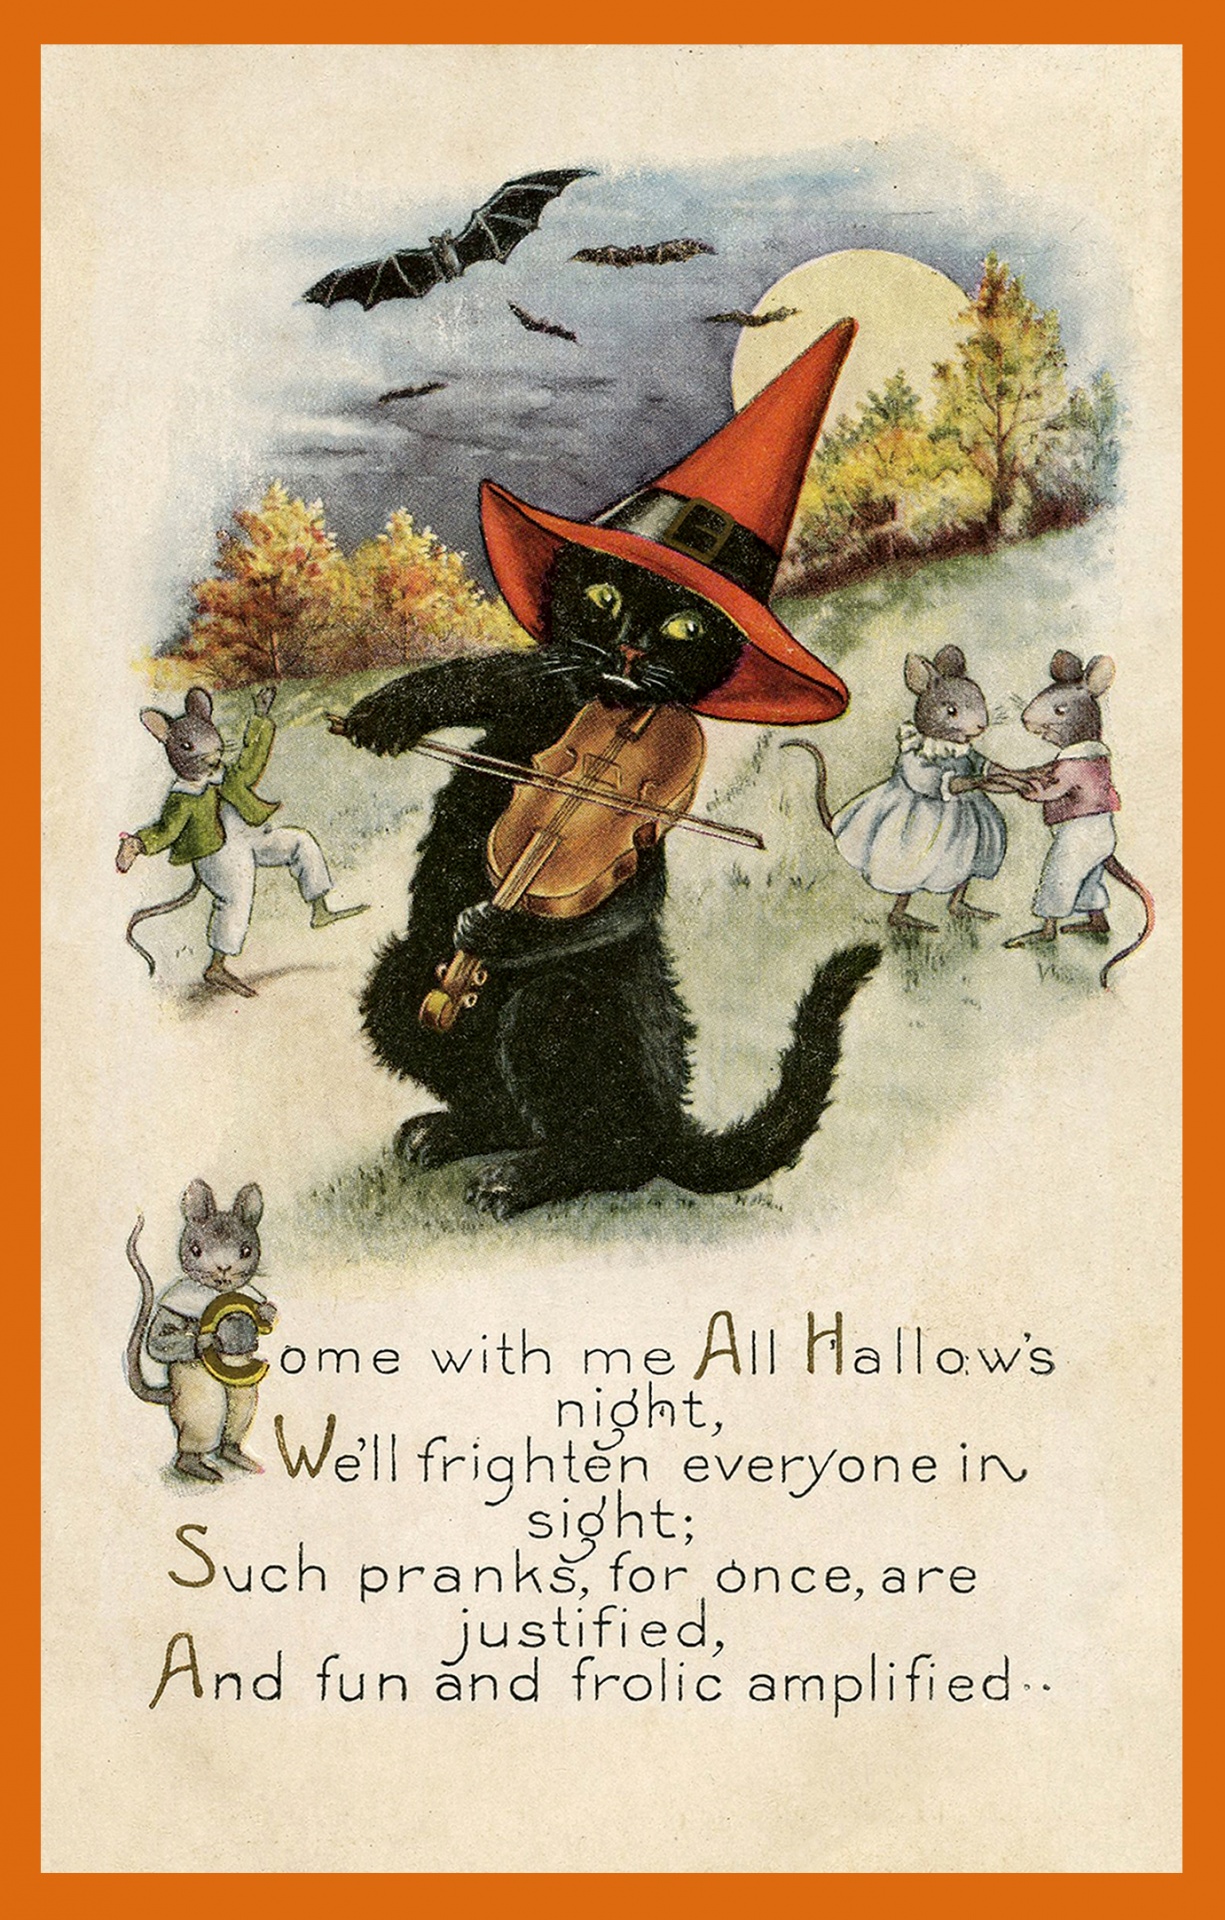 Come with me All Hallow's
night,
We'll frighten everyone in
sight;
Such pranks, for once, are
justified,
And fun and frolic amplified..